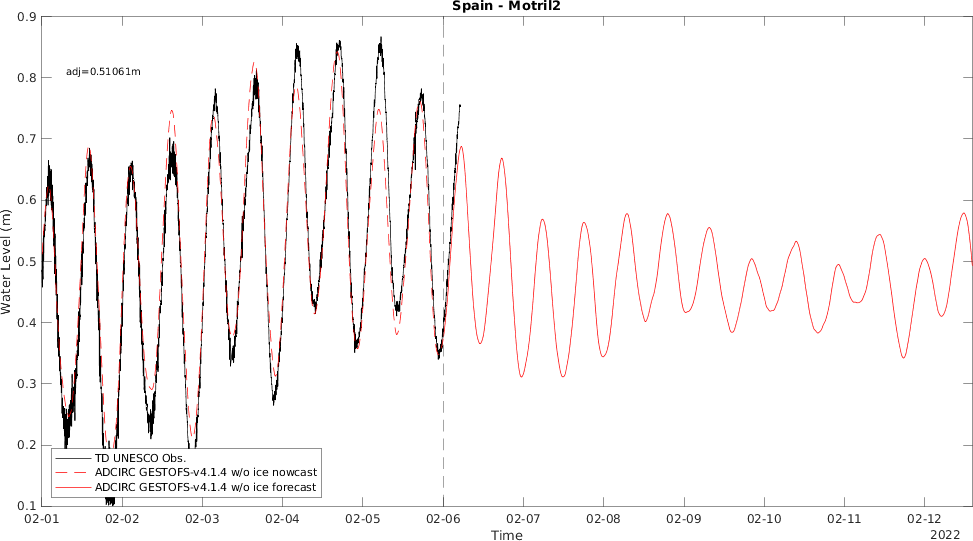 Spain - Motril2
0.9
0.8
0.7
0.6
0.5
0.4
0.3
0.2
0.1
Water Level (m)
adj=0.51061m
TD UNESCO Obs.
ADCIRC GESTOFS-v4.1.4 w/o ice nowcast
ADCIRC GESTOFS-v4.1.4 w/o ice forecast
02-01 02-02 02-03 02-04 02-05 02-06 02-07 02-08 02-09 02-10 02-11 02-12
Time
2022